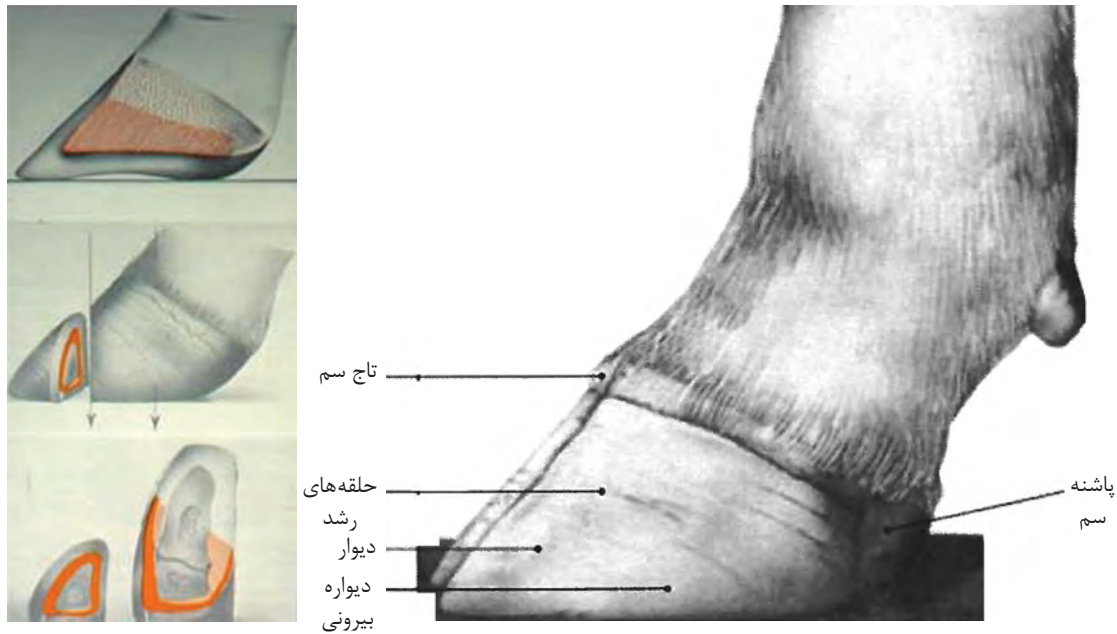 تاج سم
حلقه‌های
رشد
دیوار
دیواره
بیرونی
پاشنه
سم